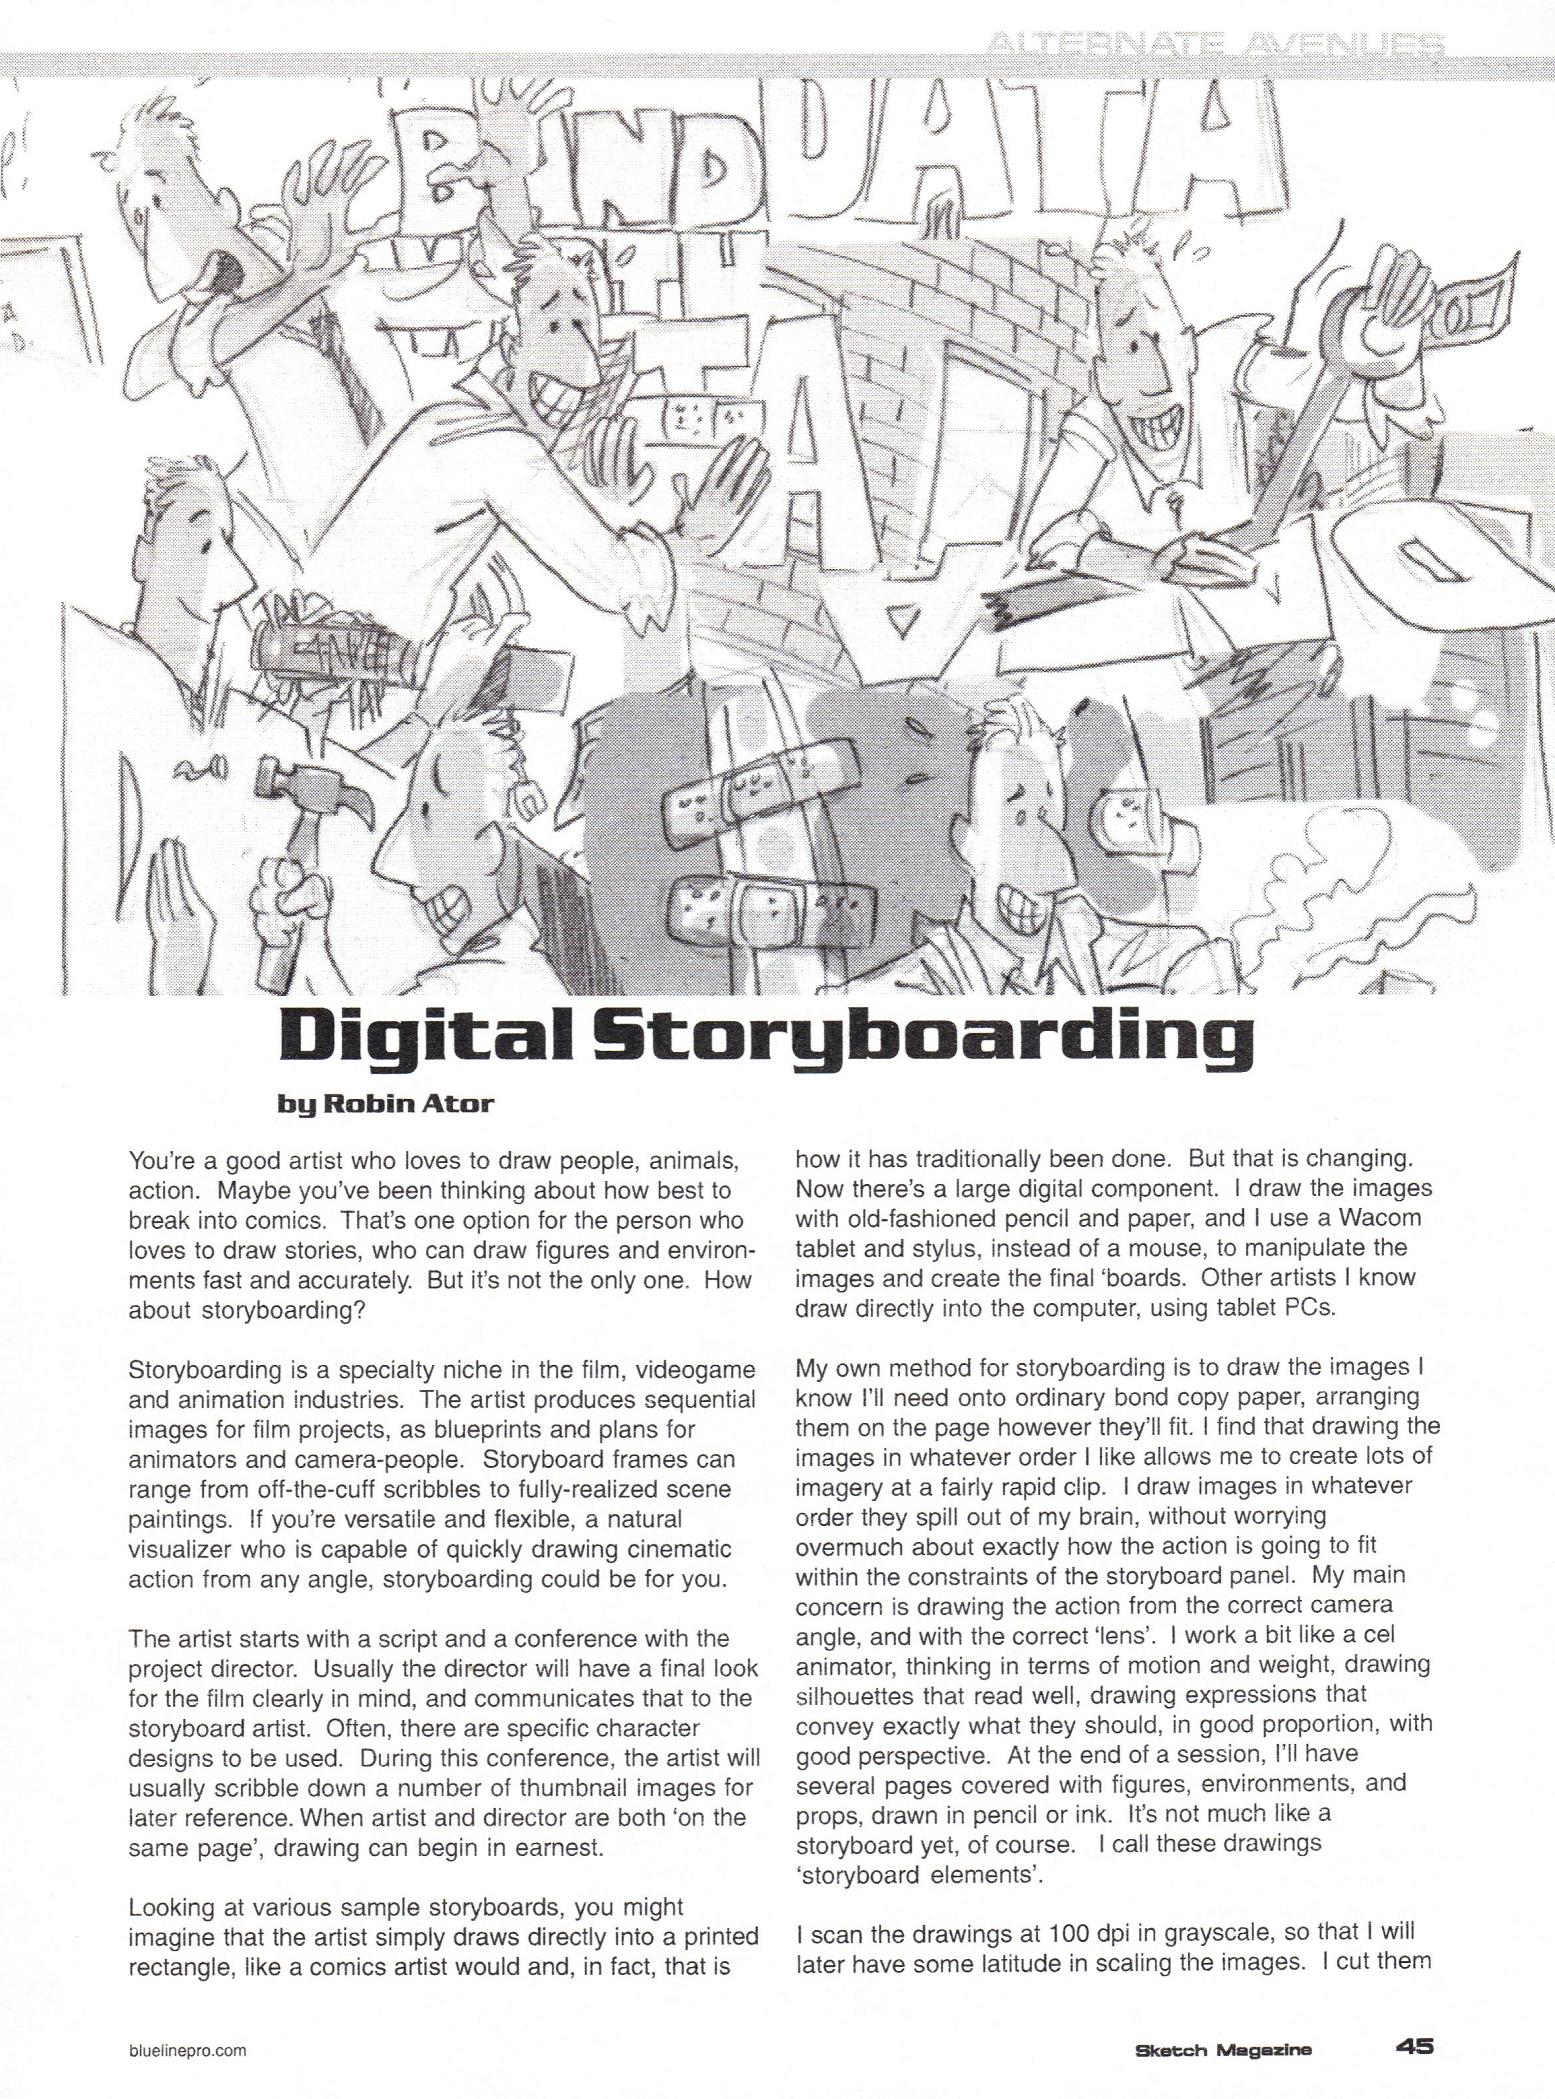 ALTERNATE AVENUES
DATA
Digital Storyboarding
by Robin Ator
You're a good artist who loves to draw people, animals,
action.  Maybe you've been thinking about how best to
break into comics.  That's one option for the person who
loves to draw stories, who can draw figures and environ-
ments fast and accurately.  But it's not the only one.  How
about storyboarding?
Storyboarding is a specialty niche in the film, videogame
and animation industries.  The artist produces sequential
images for film projects, as blueprints and plans for
animators and camera-people.  Storyboard frames can
range from off-the-cuff scribbles to fully-realized scene
paintings.  If you're versatile and flexible, a natural
visualizer who is capable of quickly drawing cinematic
action from any angle, storyboarding could be for you.
The artist starts with a script and a conference with the
project director.  Usually the director will have a final look
for the film clearly in mind, and communicates that to the
storyboard artist.  Often, there are specific character
designs to be used.  During this conference, the artist will
usually scribble down a number of thumbnail images for
later reference. When artist and director are both 'on the
same page', drawing can begin in earnest.
Looking at various sample storyboards, you might
imagine that the artist simply draws directly into a printed
rectangle, like a comics artist would and, in fact, that is
how it has traditionally been done.  But that is changing.
Now there's a large digital component.  I draw the images
with old-fashioned pencil and paper, and I use a Wacom
tablet and stylus, instead of a mouse, to manipulate the
images and create the final 'boards.  Other artists I know
draw directly into the computer, using tablet PCs.
My own method for storyboarding is to draw the images I
know I'll need onto ordinary bond copy paper, arranging
them on the page however they'll fit. I find that drawing the
images in whatever order I like allows me to create lots of
imagery at a fairly rapid clip.  I draw images in whatever
order they spill out of my brain, without worrying
overmuch about exactly how the action is going to fit
within the constraints of the storyboard panel.  My main
concern is drawing the action from the correct camera
angle, and with the correct 'lens'.  I work a bit like a cel
animator, thinking in terms of motion and weight, drawing
silhouettes that read well, drawing expressions that
convey exactly what they should, in good proportion, with
good perspective.  At the end of a session, I'll have
several pages covered with figures, environments, and
props, drawn in pencil or ink.  It's not much like a
storyboard yet, of course.   I call these drawings
'storyboard elements'.
I scan the drawings at 100 dpi in grayscale, so that I will
later have some latitude in scaling the images.  I cut them
bluelinepro.com
Sketch Magazine 45